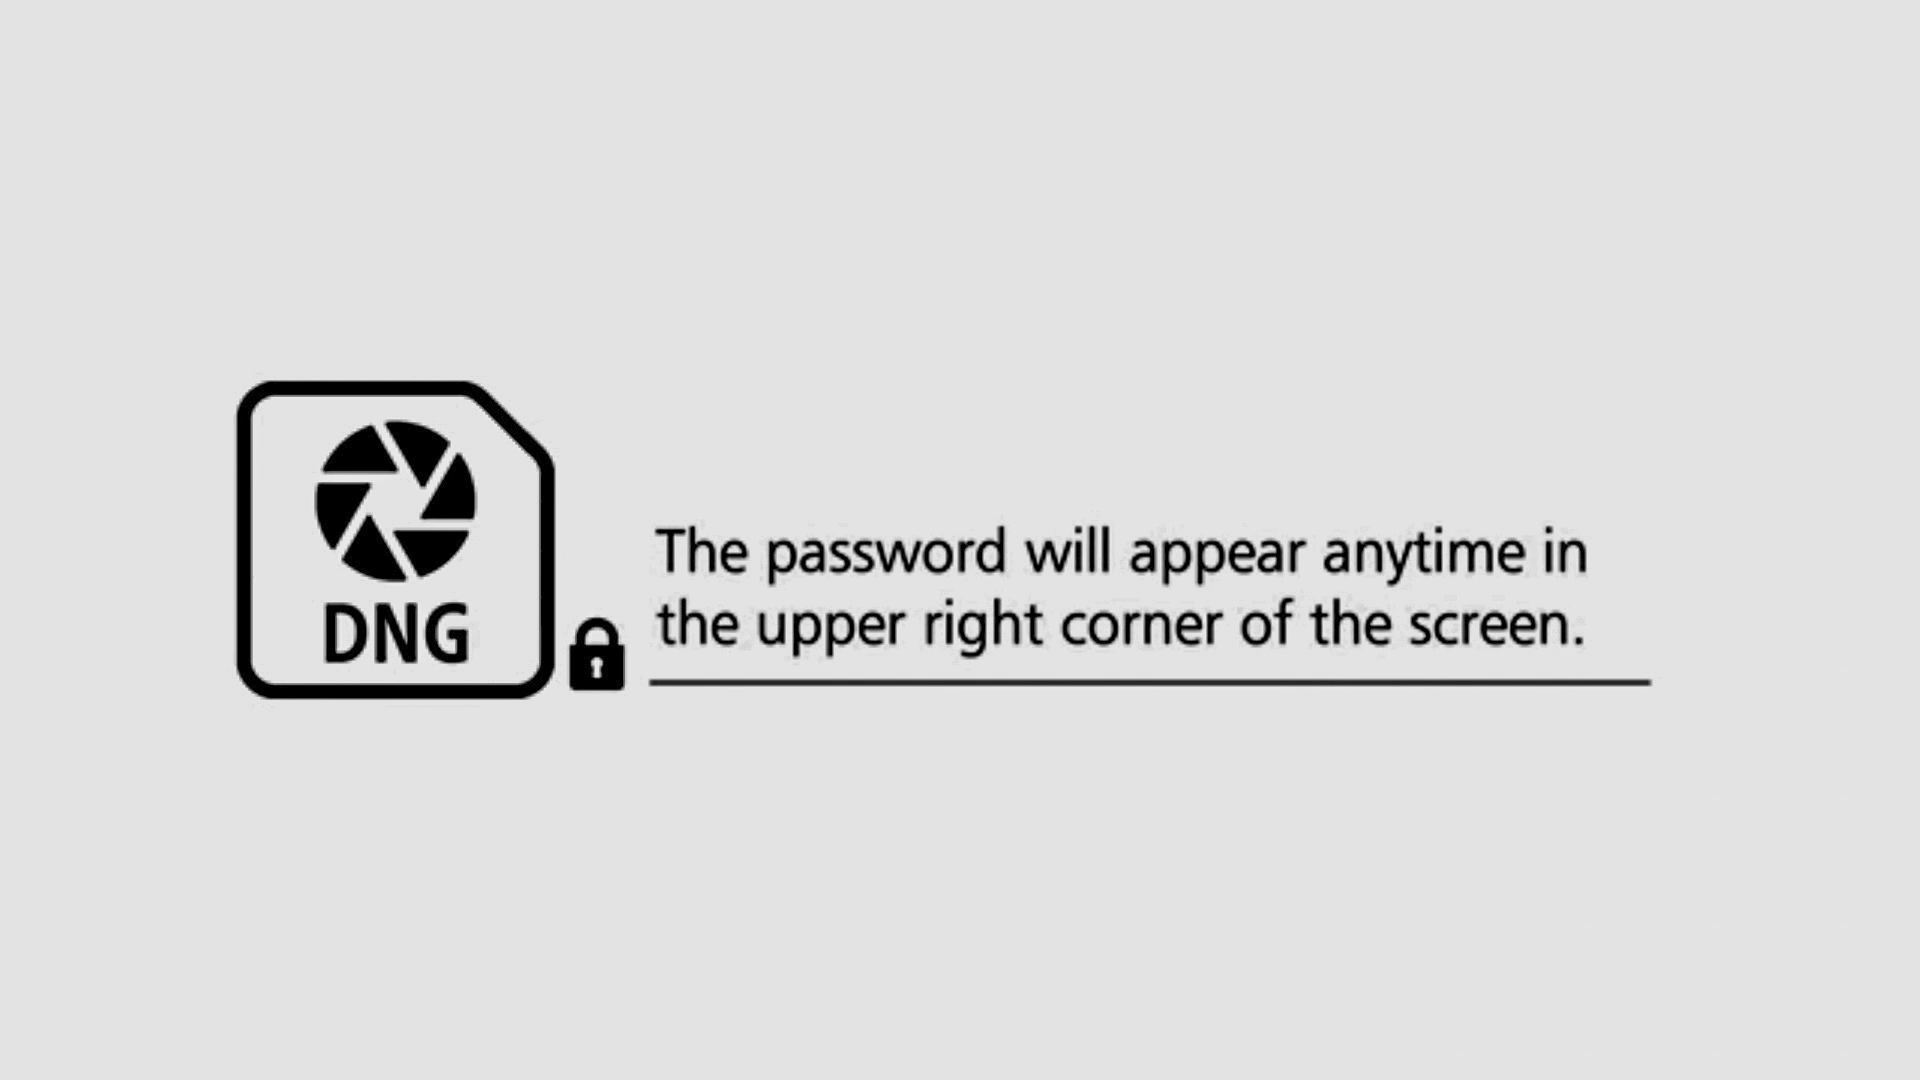 DNG
The password will appear anytime in
the upper right corner of the screen.